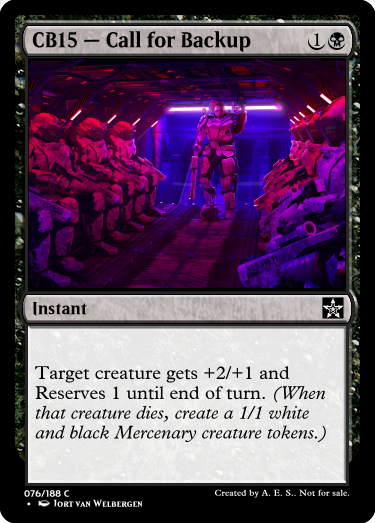 CB15 — Call for Backup 1
Instant
Target creature gets +2/+1 and
Reserves 1 until end of turn. (When
that creature dies, create a 1/1 white
and black Mercenary creature tokens.)
076/188 C
Created by A. E. S.. Not for sale.
• Jort van Welbergen